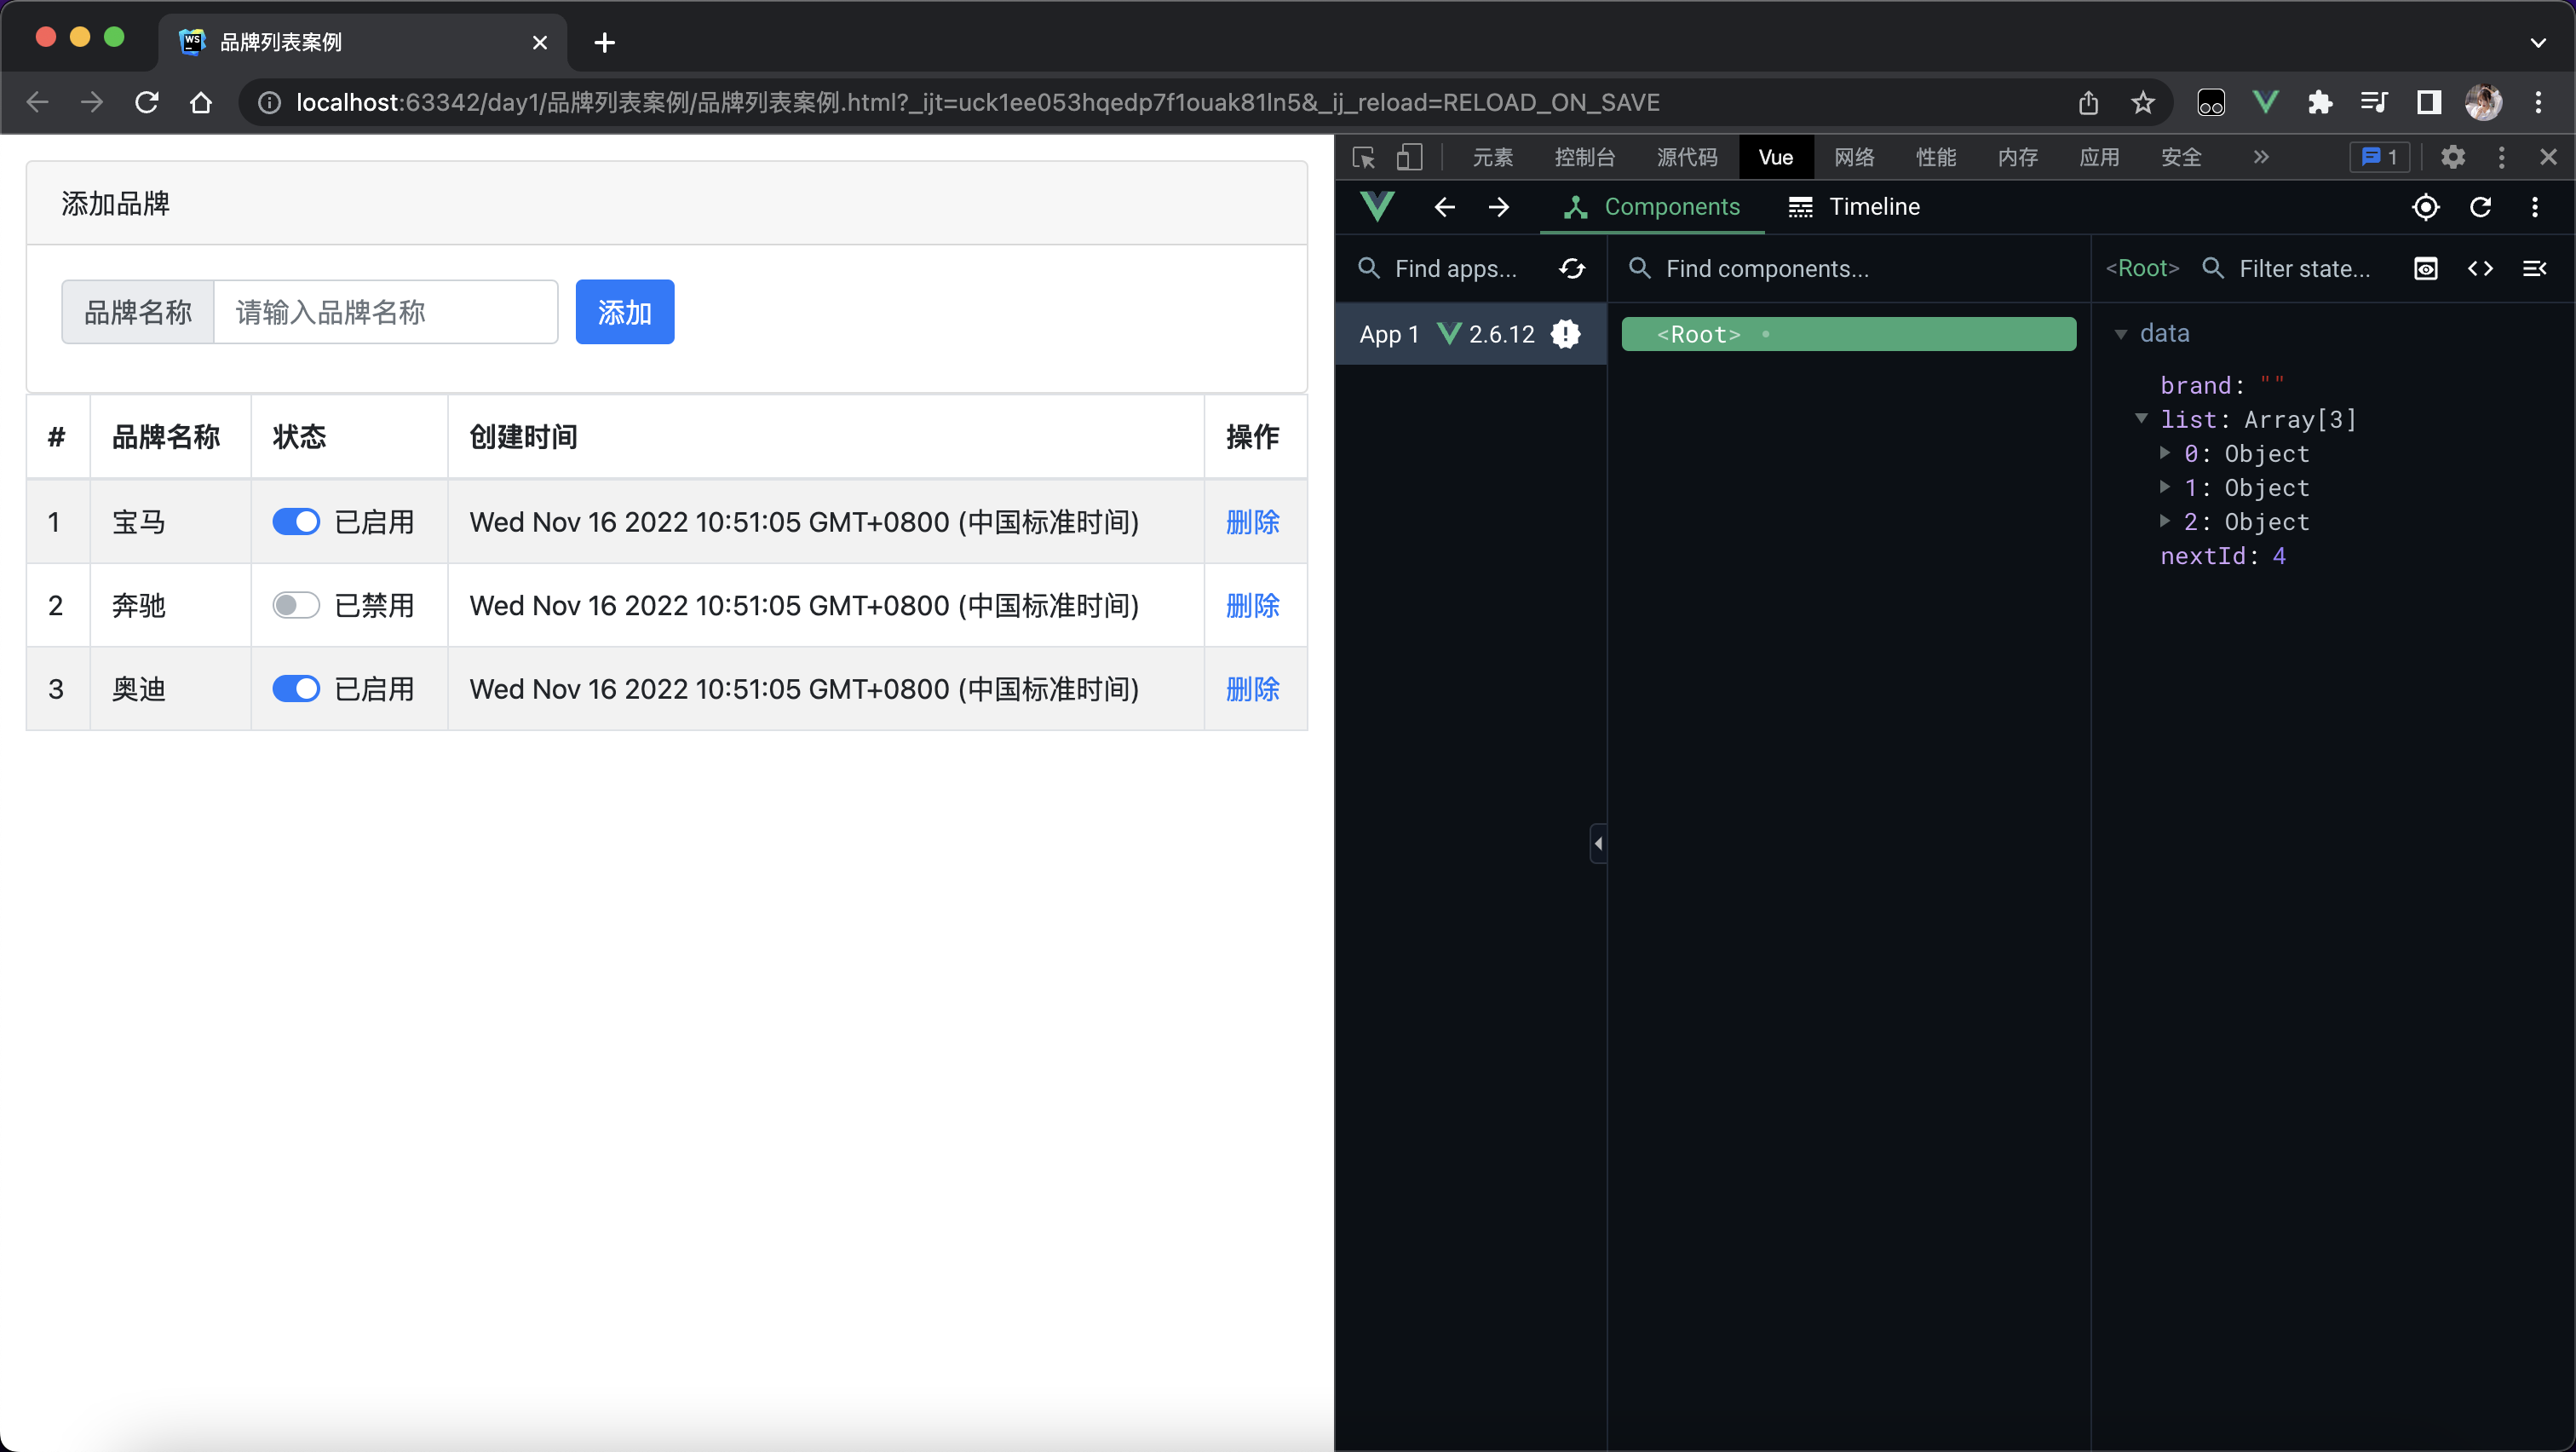 品牌列表案例
localhost:63342/day1/品牌列表案例/品牌列表案例.html?_ijt=uck1ee053hqedp7f1ouak81ln5&_ij_reload=RELOAD_ON_SAVE
添加品牌
品牌名称 请输入品牌名称 添加
# 品牌名称 状态 创建时间 操作
1 宝马 已启用 Wed Nov 16 2022 10:51:05 GMT+0800 (中国标准时间) 删除
2 奔驰 已禁用 Wed Nov 16 2022 10:51:05 GMT+0800 (中国标准时间) 删除
3 奥迪 已启用 Wed Nov 16 2022 10:51:05 GMT+0800 (中国标准时间) 删除
元素 控制台 源代码 Vue 网络 性能 内存 应用 安全 » 1
Components Timeline
Find apps... Find components... <Root> Filter state...
App 1 2.6.12
<Root>
data
brand: ""
list: Array[3]
0: Object
1: Object
2: Object
nextId: 4